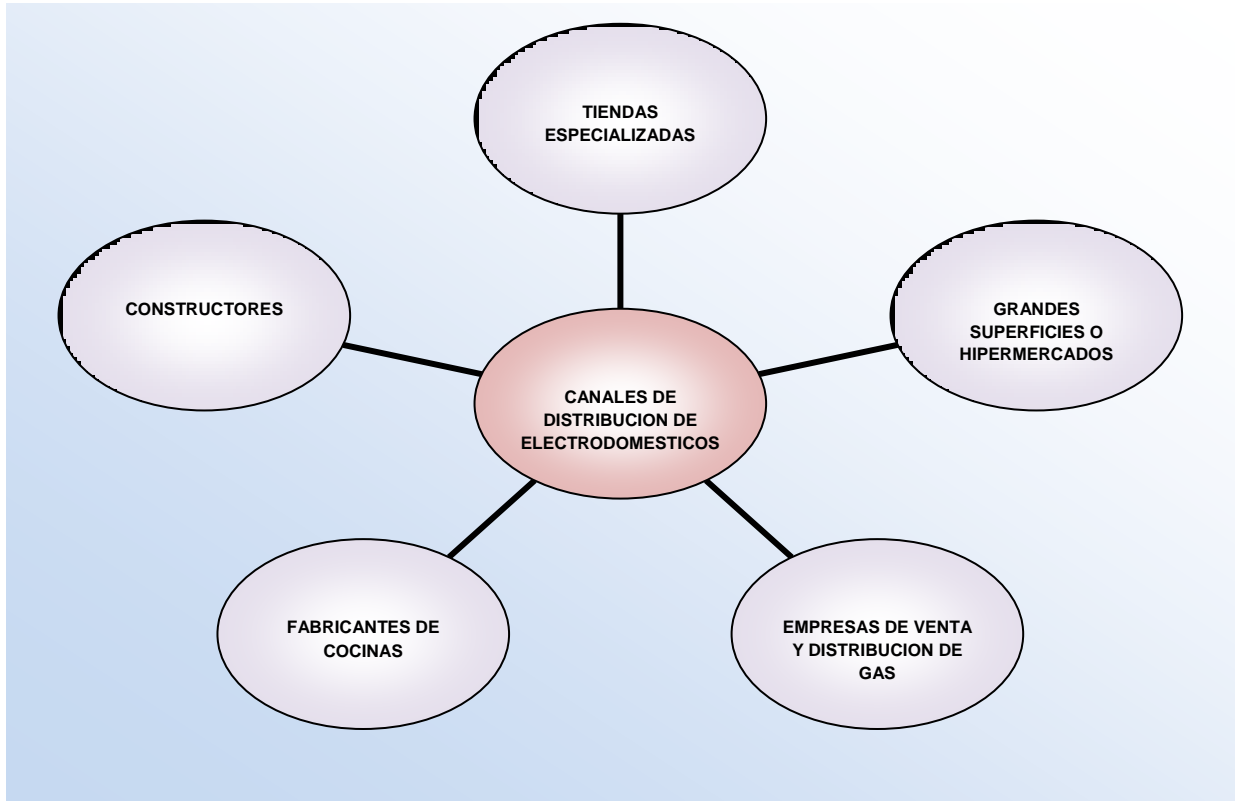 TIENDAS
ESPECIALIZADAS
CONSTRUCTORES
GRANDES
SUPERFICIES O
HIPERMERCADOS
CANALES DE
DISTRIBUCION DE
ELECTRODOMESTICOS
FABRICANTES DE
COCINAS
EMPRESAS DE VENTA
Y DISTRIBUCION DE
GAS